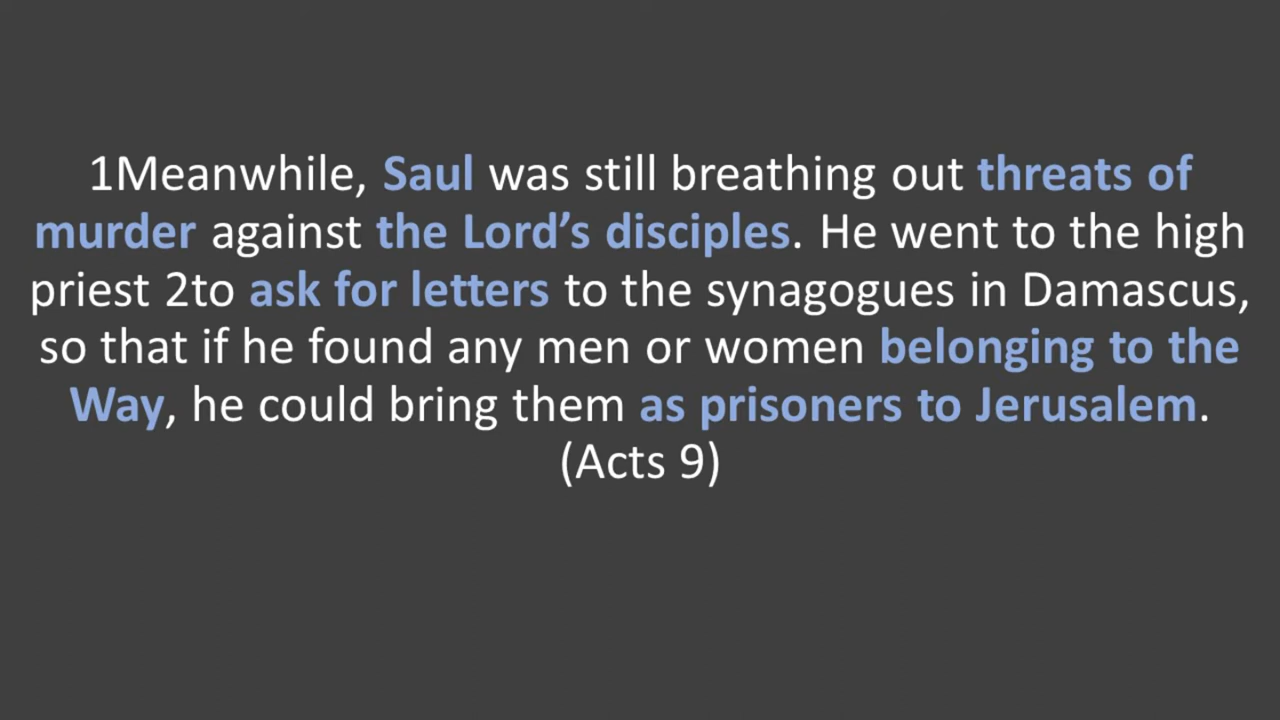 1Meanwhile, Saul was still breathing out threats of
murder against the Lord’s disciples. He went to the high
priest 2to ask for letters to the synagogues in Damascus,
so that if he found any men or women belonging to the
Way, he could bring them as prisoners to Jerusalem.
(Acts 9)